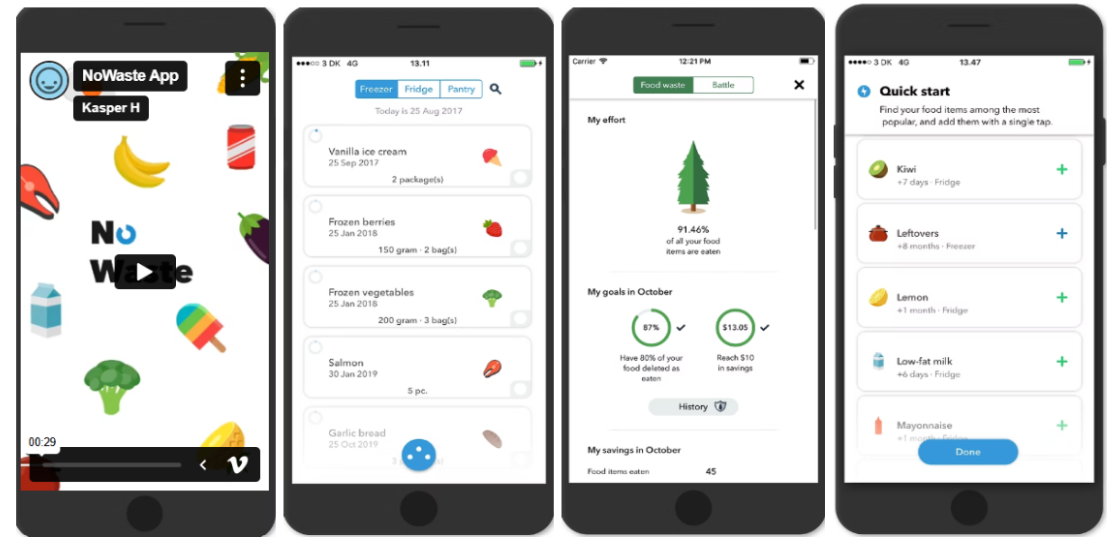 NoWaste App
Kasper H
No
Waste
00:29
3 DK 4G 13.11
Freezer Fridge Pantry
Today is 25 Aug 2017
Vanilla ice cream
25 Sep 2017
2 package(s)
Frozen berries
25 Jan 2018
150 gram · 2 bag(s)
Frozen vegetables
25 Jan 2018
200 gram · 3 bag(s)
Salmon
30 Jan 2019
5 pc.
Garlic bread
25 Oct 2019
3
Carrier 12:21 PM
Food waste Battle
My effort
91.46%
of all your food
items are eaten
My goals in October
87% $13.05
Have 80% of your
food deleted as
eaten
Reach $10
in savings
History
My savings in October
Food items eaten 45
3 DK 4G 13.47
Quick start
Find your food items among the most
popular, and add them with a single tap.
Kiwi
+7 days · Fridge
Leftovers
+8 months · Freezer
Lemon
+1 month · Fridge
Low-fat milk
+6 days · Fridge
Mayonnaise
+1 month · Fridge
Done